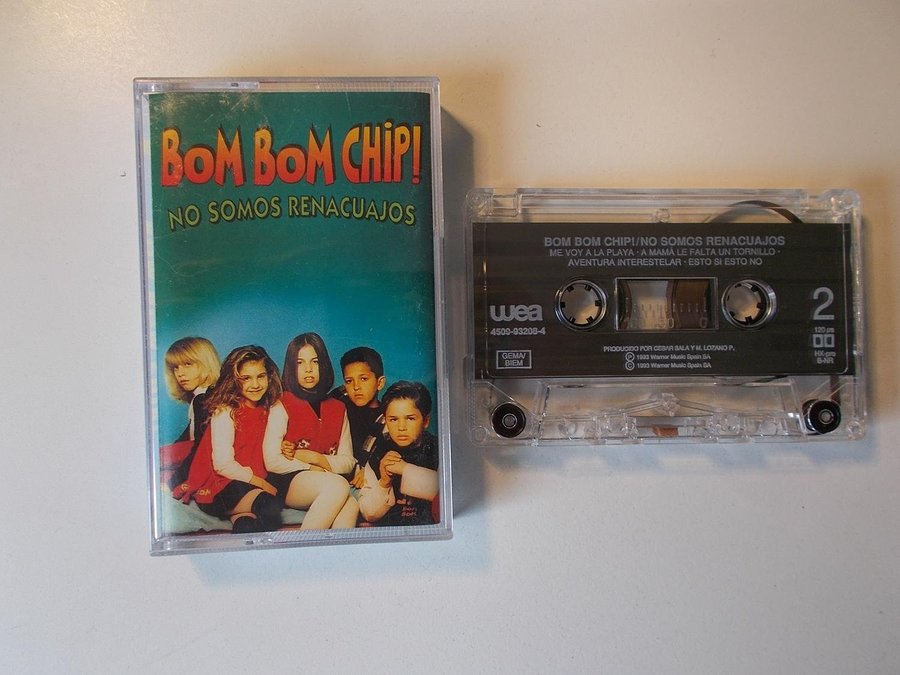 BOM BOM CHIP!
NO SOMOS RENACUAJOS
BOM BOM CHIP!/NO SOMOS RENACUAJOS
ME VOY A LA PLAYA · A MAMÁ LE FALTA UN TORNILLO ·
AVENTURA INTERESTELAR · ESTO SI ESTO NO
wea
4509-93208-4
GEMA/
BIEM
PRODUCIDO POR CESAR SALA Y M. LOZANO P.
Ⓟ 1993 Warner Music Spain SA
© 1993 Warner Music Spain SA
2
120 µs
HX-pro
B-NR